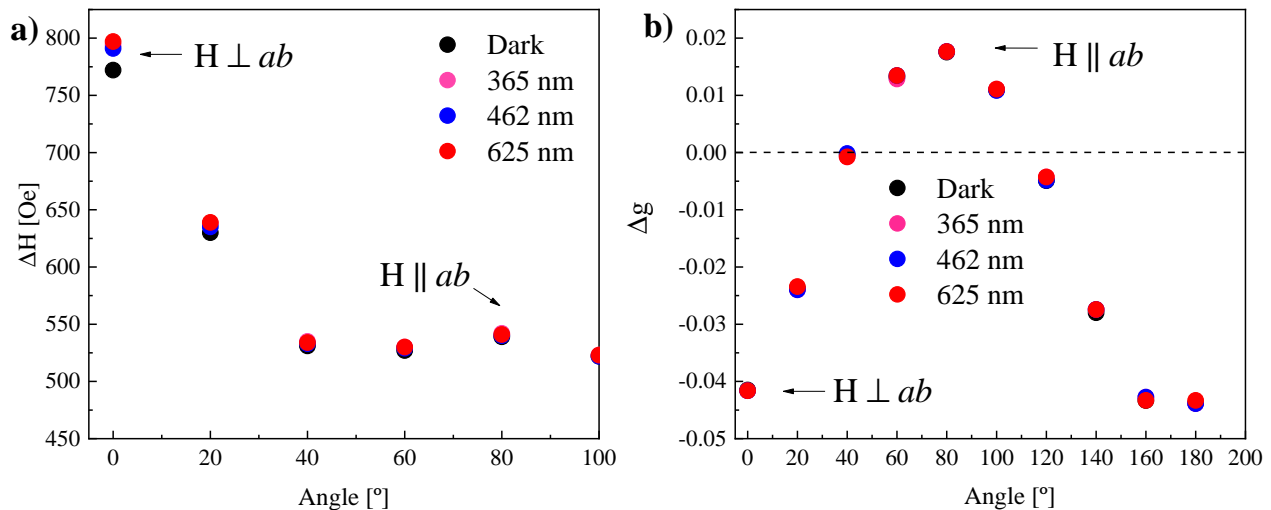 a)
800
750
700
650
600
550
500
450
ΔH [Oe]
H ⊥ ab
Dark
365 nm
462 nm
625 nm
H ∥ ab
0 20 40 60 80 100
Angle [º]
b)
0.02
0.01
0.00
-0.01
-0.02
-0.03
-0.04
-0.05
Δg
H ∥ ab
Dark
365 nm
462 nm
625 nm
H ⊥ ab
0 20 40 60 80 100 120 140 160 180 200
Angle [º]